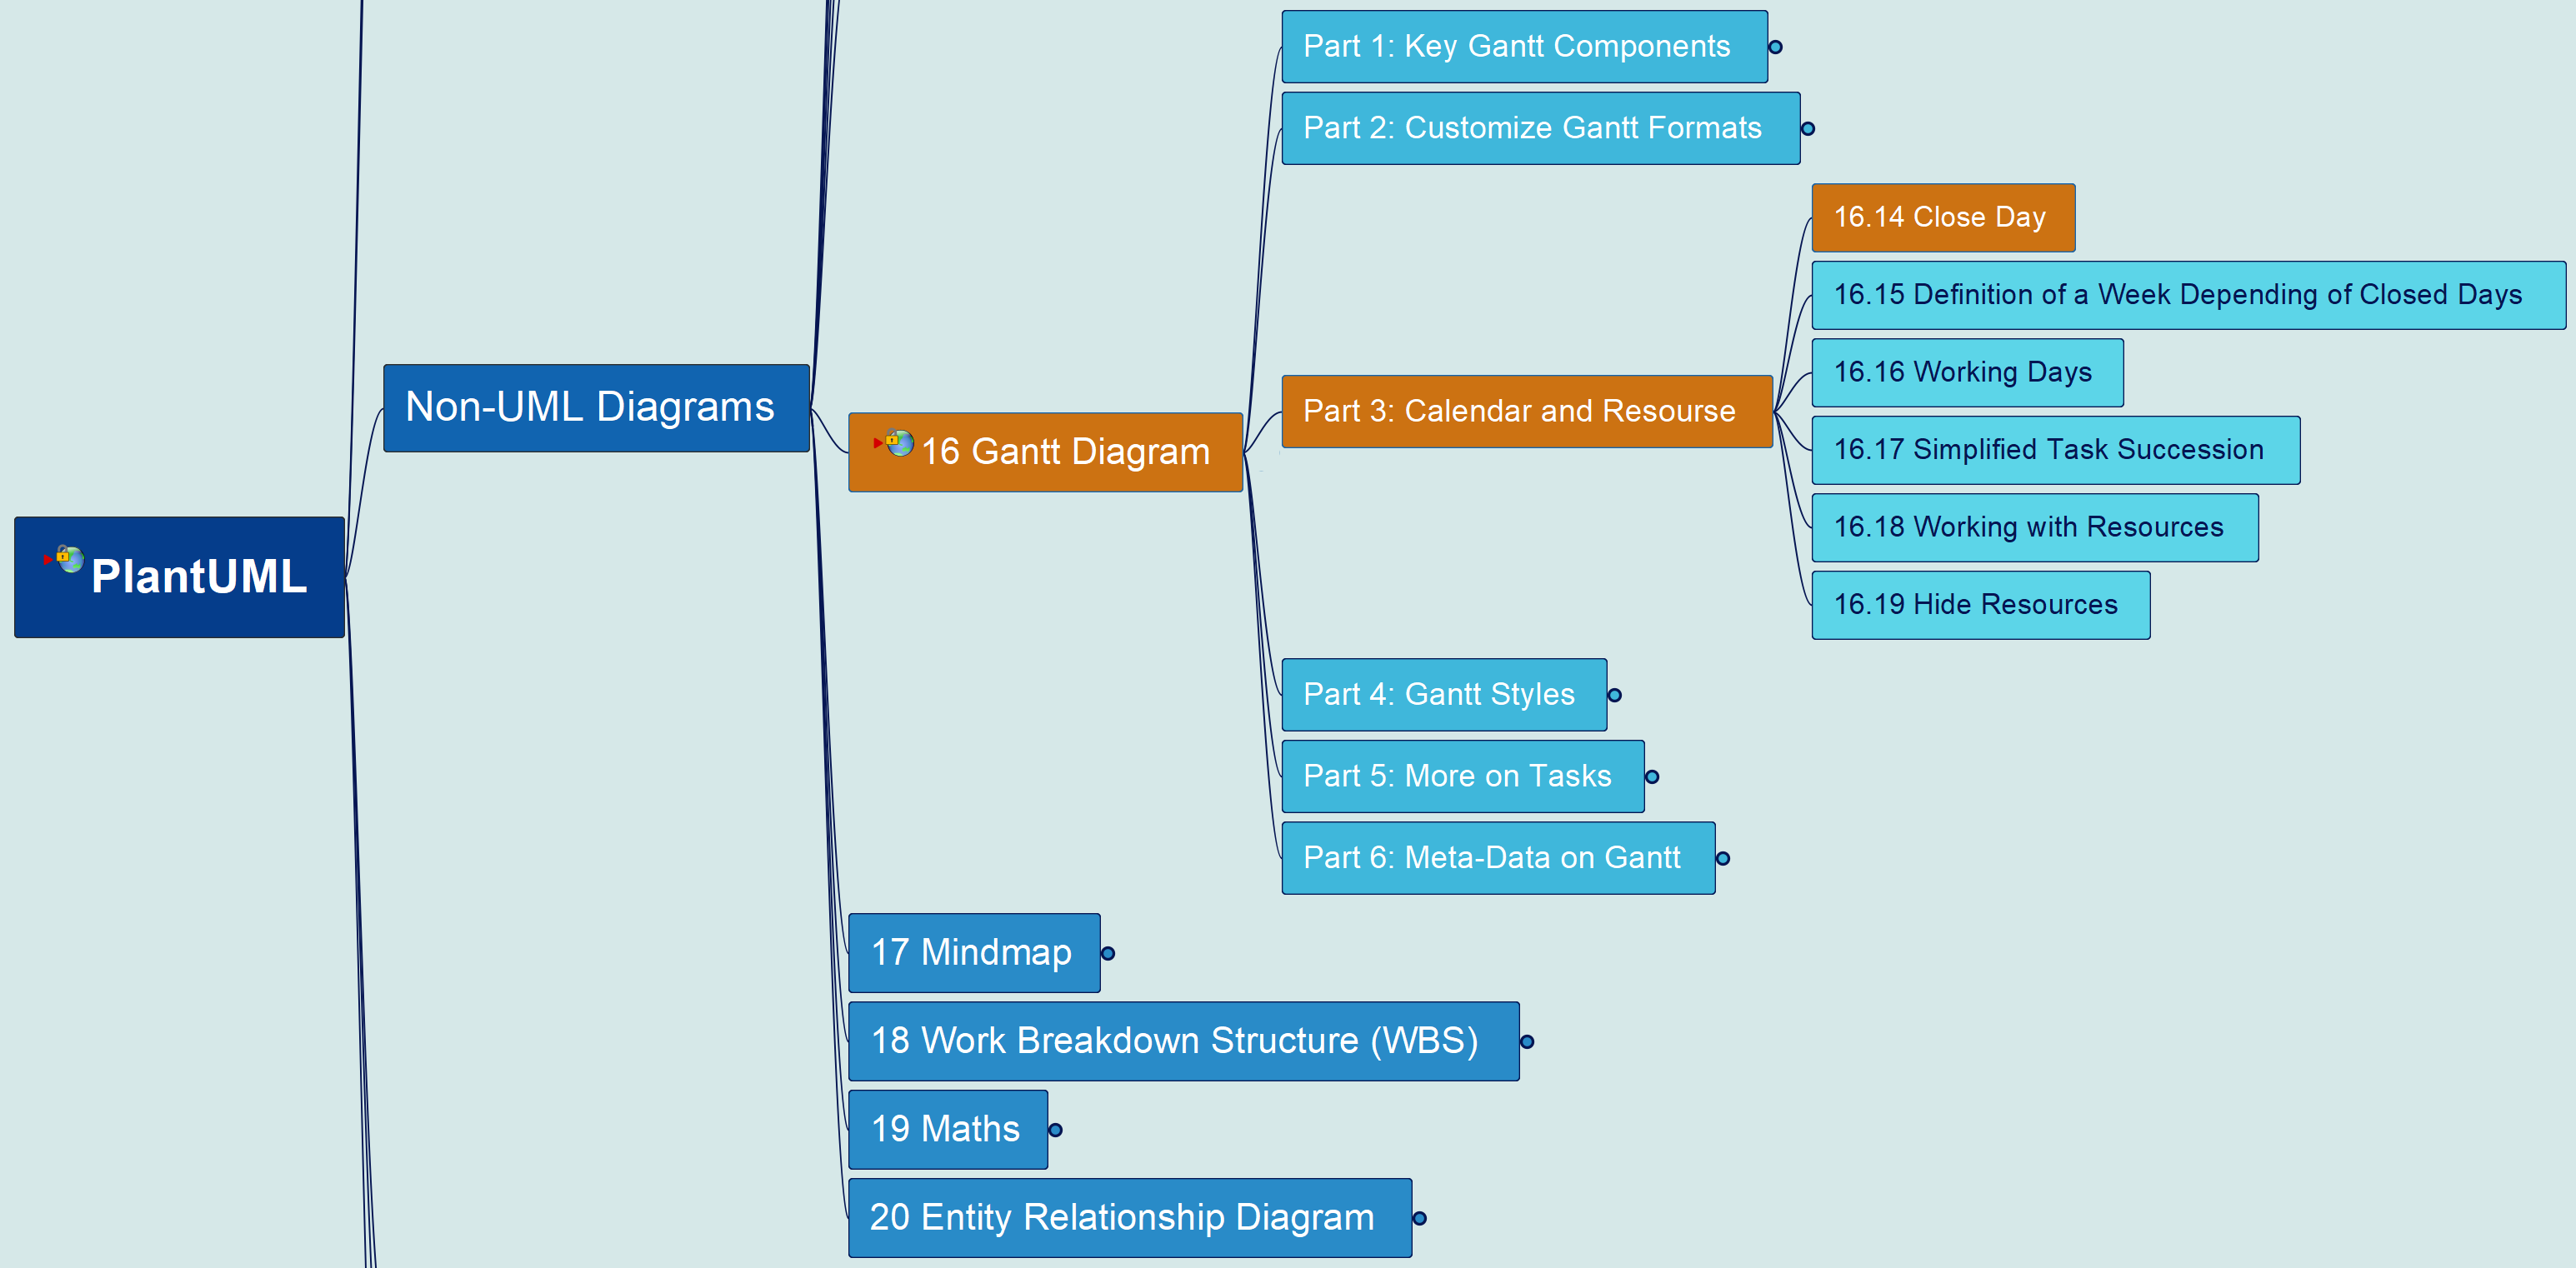 PlantUML
Non-UML Diagrams
16 Gantt Diagram
Part 1: Key Gantt Components
Part 2: Customize Gantt Formats
Part 3: Calendar and Resourse
16.14 Close Day
16.15 Definition of a Week Depending of Closed Days
16.16 Working Days
16.17 Simplified Task Succession
16.18 Working with Resources
16.19 Hide Resources
Part 4: Gantt Styles
Part 5: More on Tasks
Part 6: Meta-Data on Gantt
17 Mindmap
18 Work Breakdown Structure (WBS)
19 Maths
20 Entity Relationship Diagram